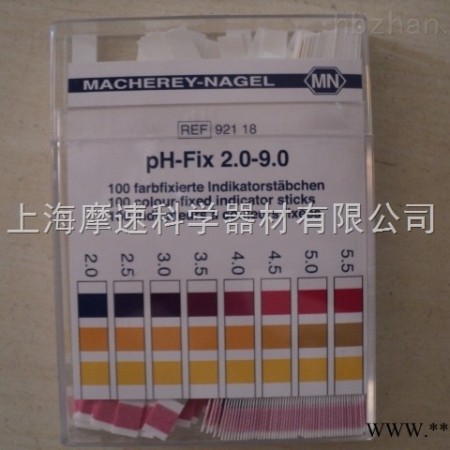 hbzhan.
MACHEREY-NAGEL MN
REF 921 18
pH-Fix 2.0-9.0
100 farbfixierte Indikatorstäbchen
100 colour-fixed indicator sticks
上海摩速科学器材有限公司
2.0 2.5 3.0 3.5 4.0 4.5 5.0 5.5
www.**